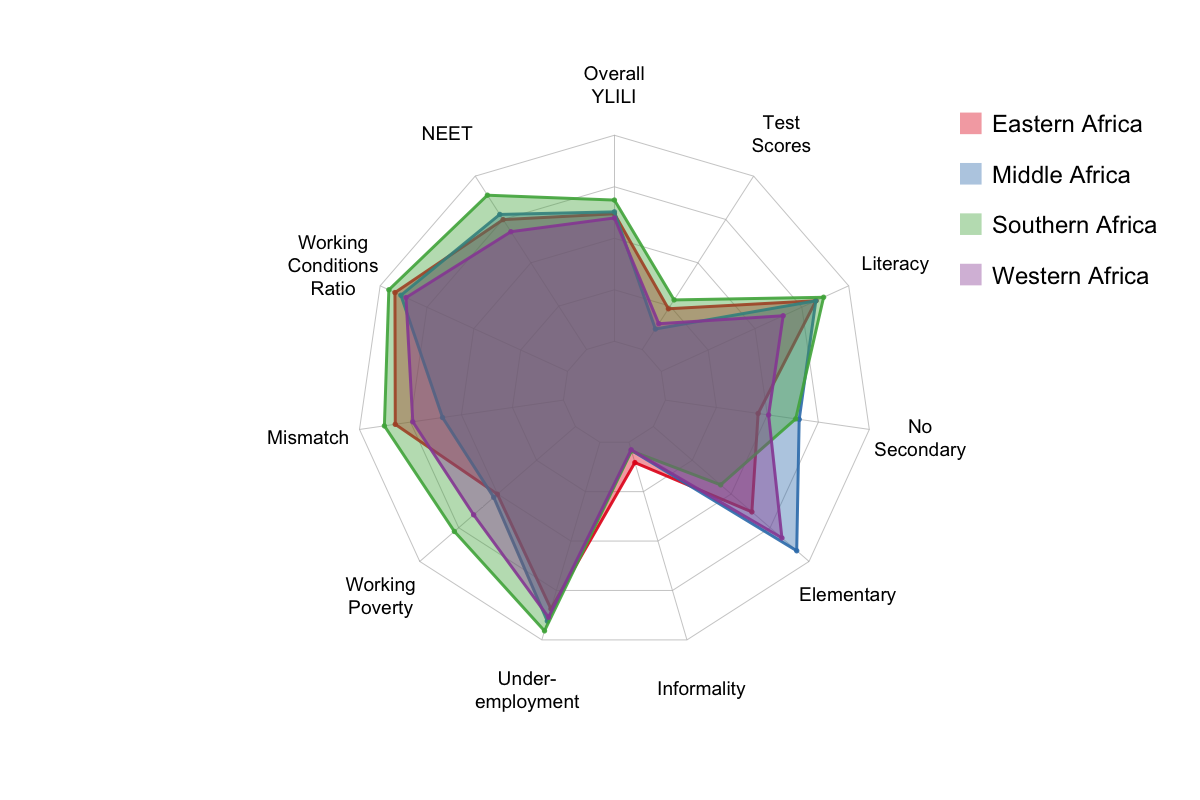 Overall
YLILI
Test
Scores
NEET
Eastern Africa
Middle Africa
Southern Africa
Western Africa
Working
Conditions
Ratio
Literacy
Mismatch
No
Secondary
Working
Poverty
Elementary
Under-
employment
Informality